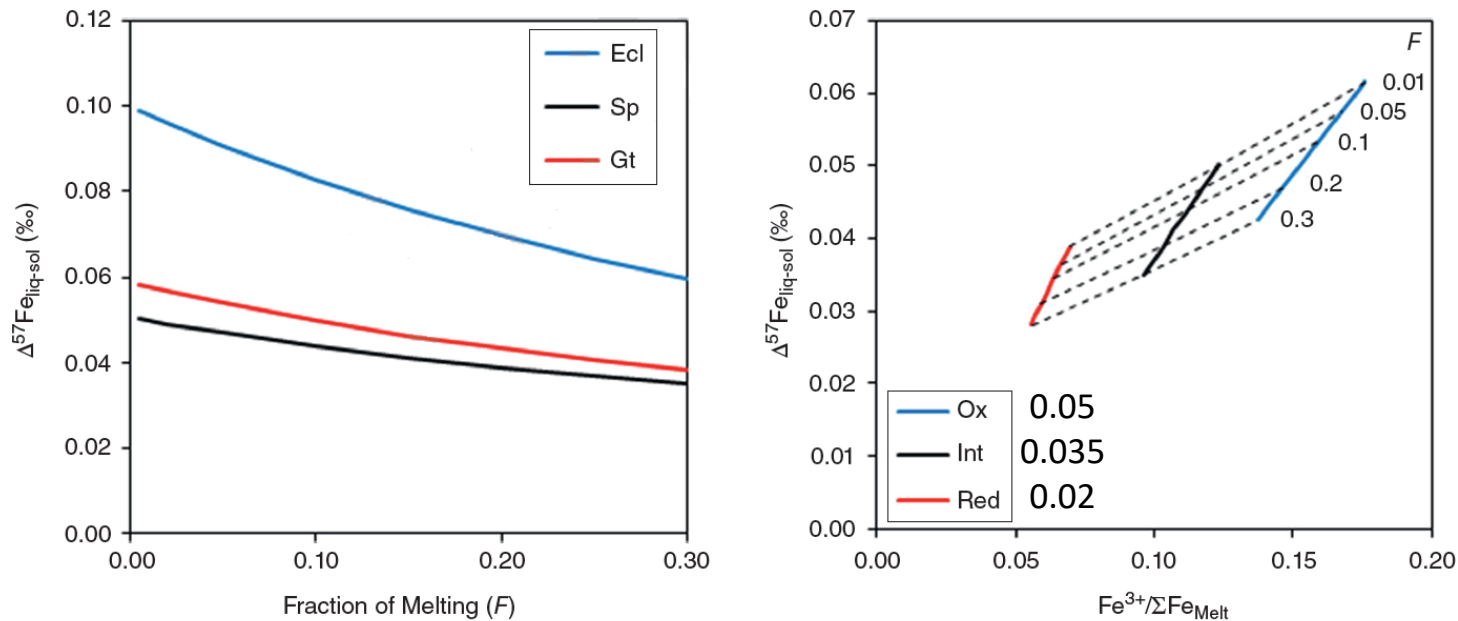 0.12
0.10
0.08
0.06
0.04
0.02
0.00
Δ⁵⁷Fe_liq-sol (‰)
Ecl
Sp
Gt
0.00 0.10 0.20 0.30
Fraction of Melting (F)
0.07
0.06
0.05
0.04
0.03
0.02
0.01
0.00
Δ⁵⁷Fe_liq-sol (‰)
F
0.01
0.05
0.1
0.2
0.3
Ox 0.05
Int 0.035
Red 0.02
0.00 0.05 0.10 0.15 0.20
Fe³⁺/ΣFe_Melt